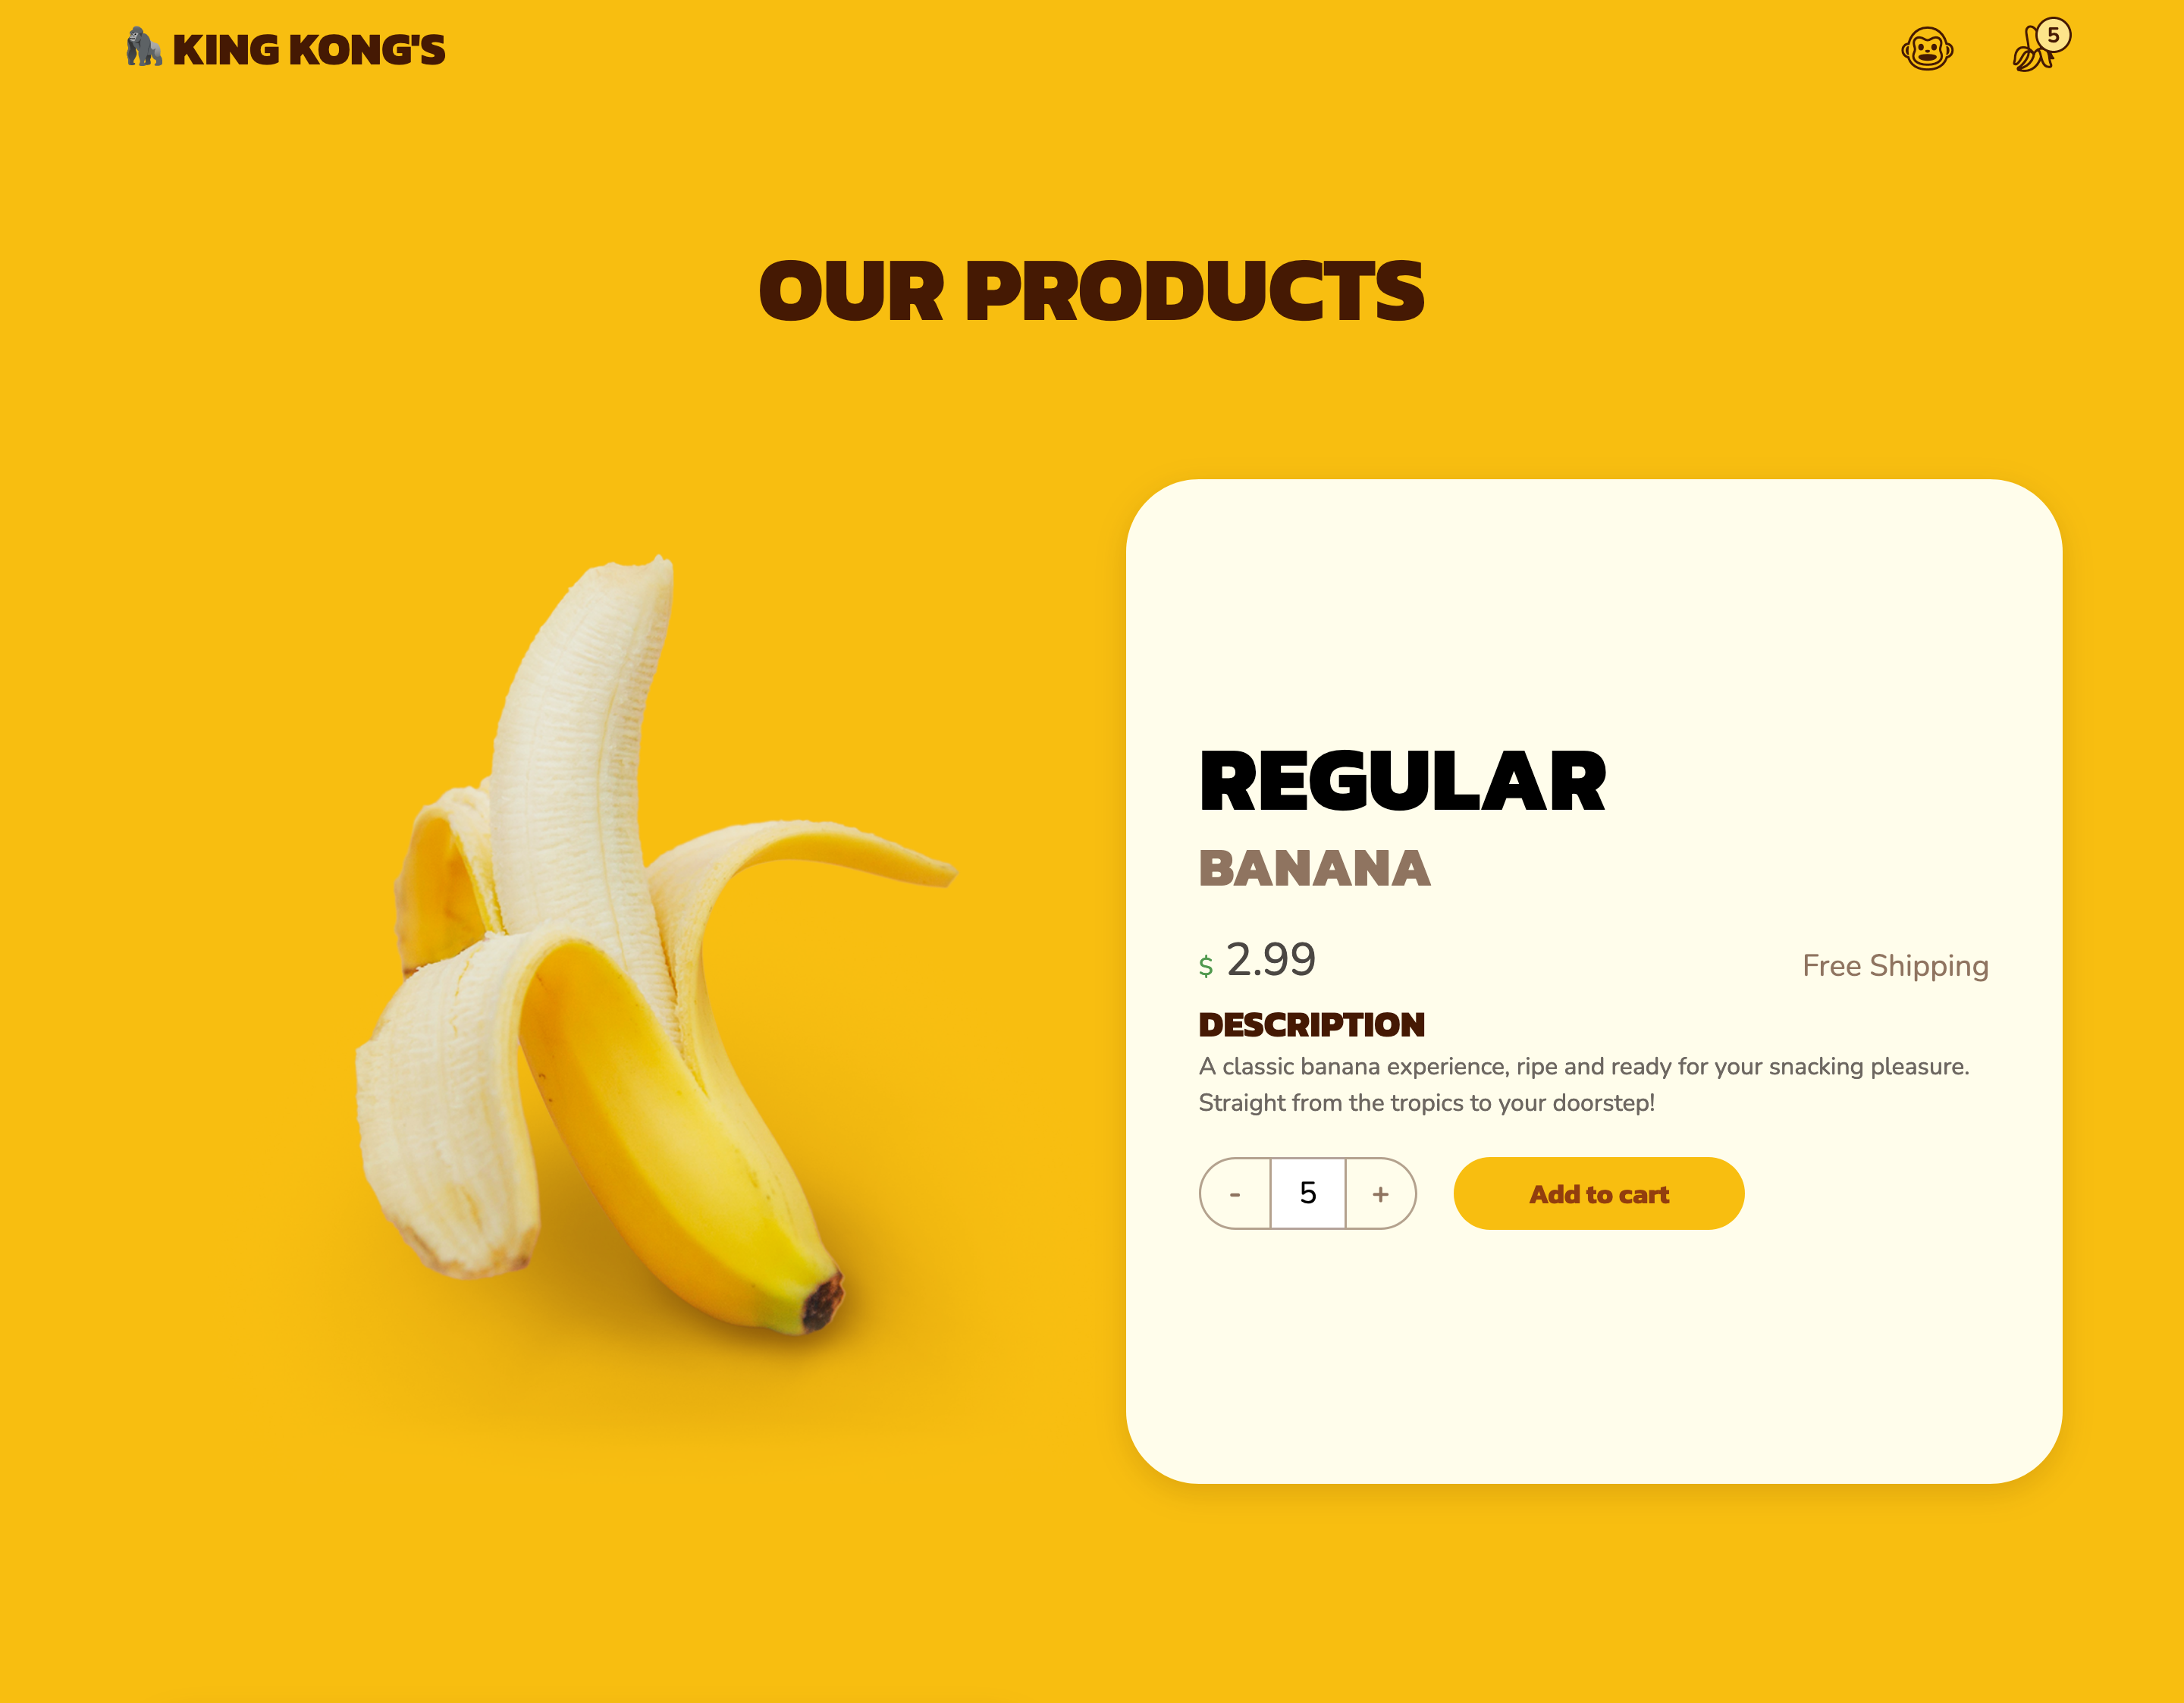 KING KONG'S
5
OUR PRODUCTS
REGULAR
BANANA
$ 2.99
Free Shipping
DESCRIPTION
A classic banana experience, ripe and ready for your snacking pleasure.
Straight from the tropics to your doorstep!
- 5 +
Add to cart